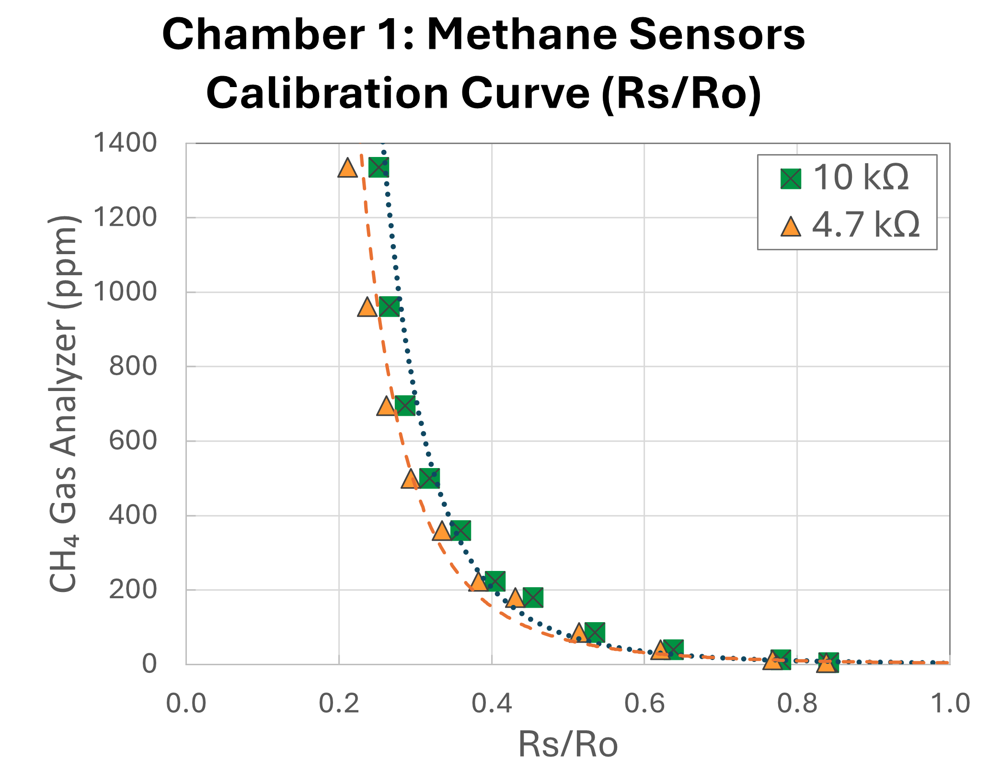 Chamber 1: Methane Sensors
Calibration Curve (Rs/Ro)
CH₄ Gas Analyzer (ppm)
1400
1200
1000
800
600
400
200
0
10 kΩ
4.7 kΩ
0.0 0.2 0.4 0.6 0.8 1.0
Rs/Ro